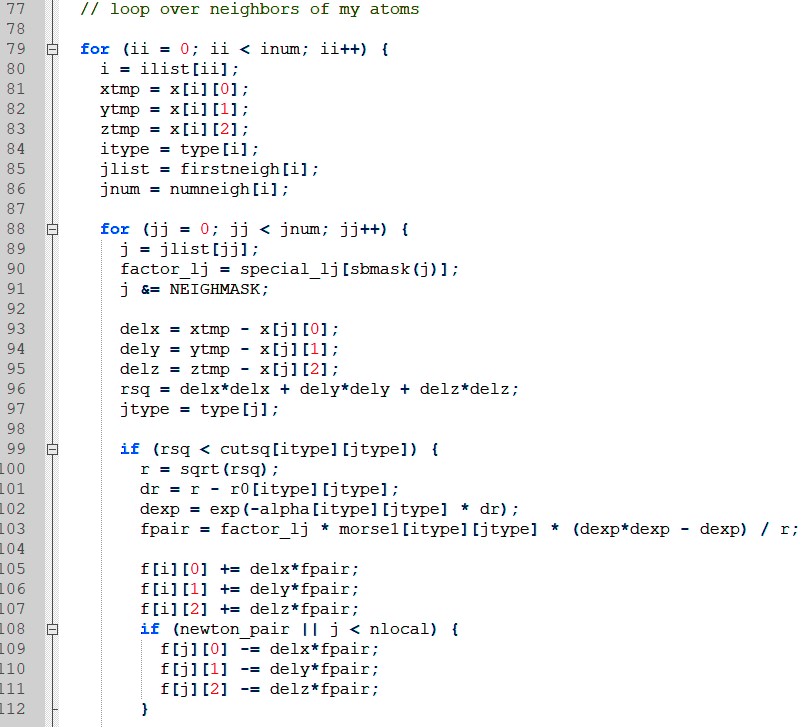 77 // loop over neighbors of my atoms
78
79 for (ii = 0; ii < inum; ii++) {
80 i = ilist[ii];
81 xtmp = x[i][0];
82 ytmp = x[i][1];
83 ztmp = x[i][2];
84 itype = type[i];
85 jlist = firstneigh[i];
86 jnum = numneigh[i];
87
88 for (jj = 0; jj < jnum; jj++) {
89 j = jlist[jj];
90 factor_lj = special_lj[sbmask(j)];
91 j &= NEIGHMASK;
92
93 delx = xtmp - x[j][0];
94 dely = ytmp - x[j][1];
95 delz = ztmp - x[j][2];
96 rsq = delx*delx + dely*dely + delz*delz;
97 jtype = type[j];
98
99 if (rsq < cutsq[itype][jtype]) {
100 r = sqrt(rsq);
101 dr = r - r0[itype][jtype];
102 dexp = exp(-alpha[itype][jtype] * dr);
103 fpair = factor_lj * morse1[itype][jtype] * (dexp*dexp - dexp) / r;
104
105 f[i][0] += delx*fpair;
106 f[i][1] += dely*fpair;
107 f[i][2] += delz*fpair;
108 if (newton_pair || j < nlocal) {
109 f[j][0] -= delx*fpair;
110 f[j][1] -= dely*fpair;
111 f[j][2] -= delz*fpair;
112 }